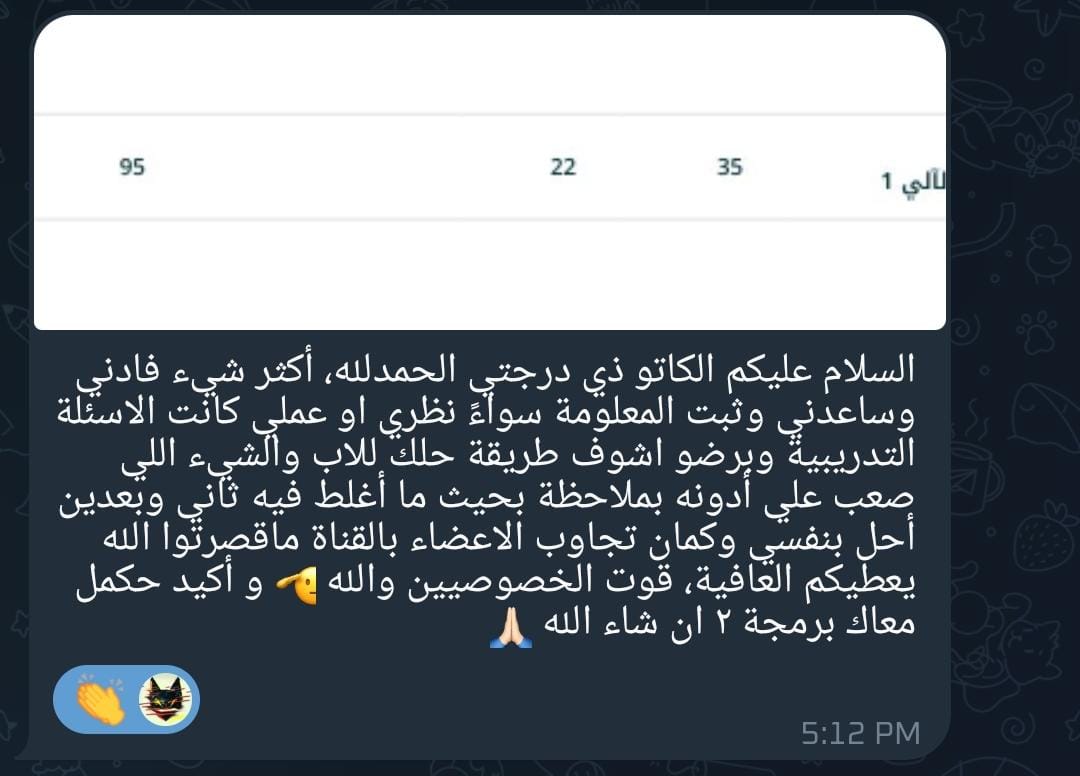 لآلي 1 35 22 95
السلام عليكم الكاتو ذي درجتي الحمدلله، أكثر شيء فادني
وساعدني وثبت المعلومة سواءً نظري او عملي كانت الاسئلة
التدريبية وبرضو اشوف طريقة حلك للاب والشيء اللي
صعب علي أدونه بملاحظة بحيث ما أغلط فيه ثاني وبعدين
أحل بنفسي وكمان تجاوب الاعضاء بالقناة ماقصرتوا الله
يعطيكم العافية، قوت الخصوصيين والله 🫡 و أكيد حكمل
معاك برمجة ٢ ان شاء الله 🙏🏻
5:12 PM